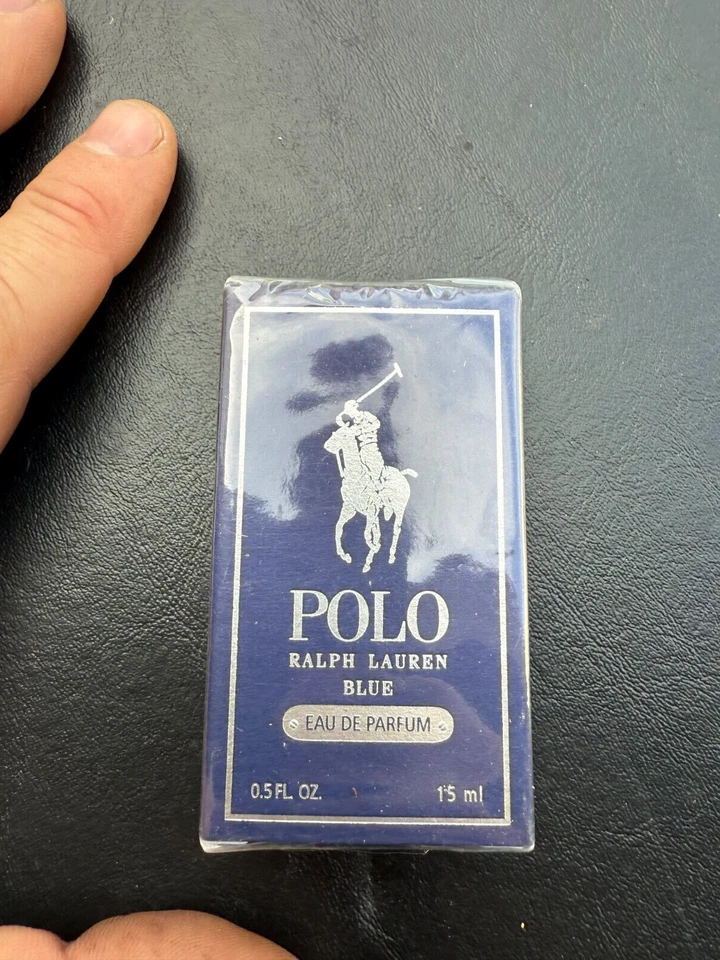 POLO
RALPH LAUREN
BLUE
EAU DE PARFUM
0.5 FL. OZ. 15 ml